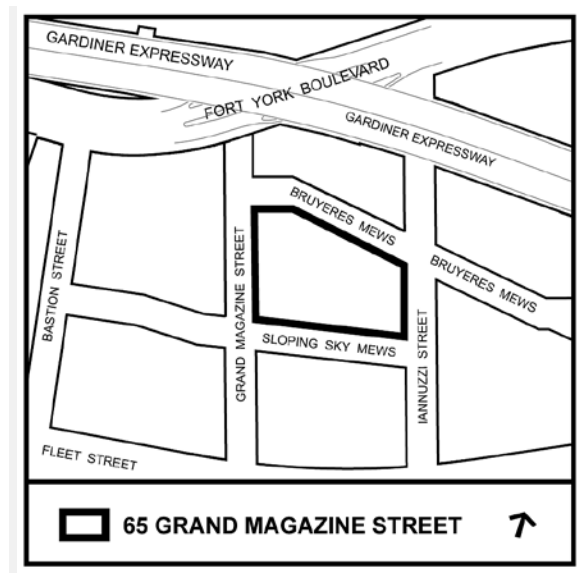 GARDINER EXPRESSWAY
FORT YORK BOULEVARD
GARDINER EXPRESSWAY
BRUYERES MEWS
BRUYERES MEWS
BASTION STREET
GRAND MAGAZINE STREET
SLOPING SKY MEWS
IANNUZZI STREET
FLEET STREET
65 GRAND MAGAZINE STREET